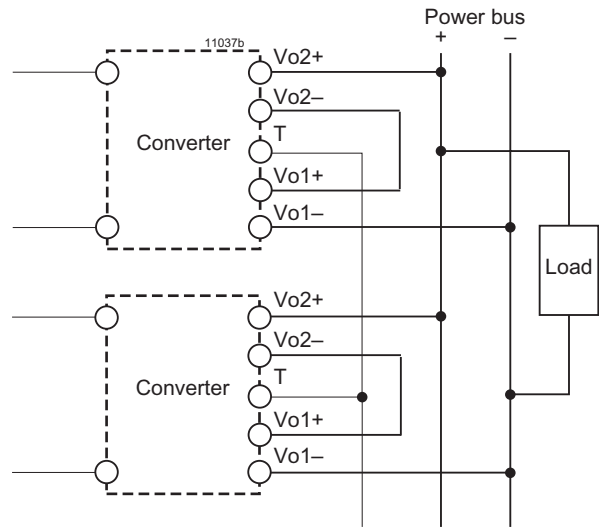 Power bus
+ –
11037b
Vo2+
Vo2–
T
Converter
Vo1+
Vo1–
Load
Vo2+
Vo2–
T
Converter
Vo1+
Vo1–